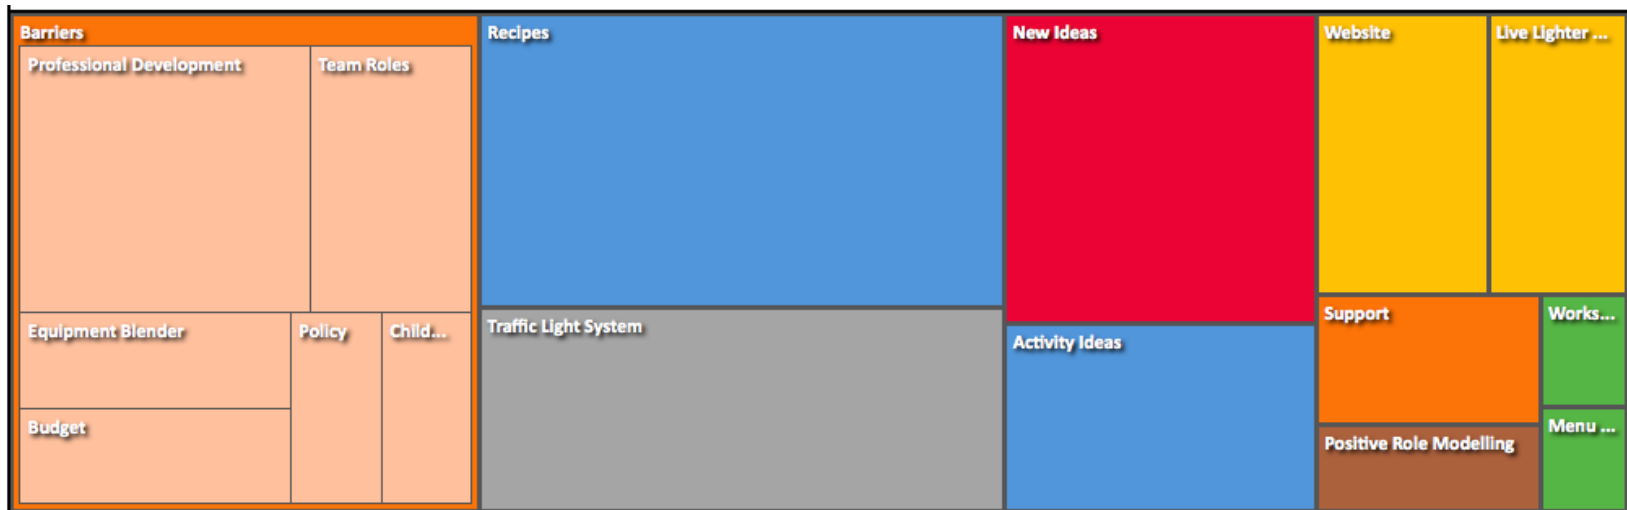 Barriers
Professional Development
Team Roles
Equipment Blender
Policy
Child...
Budget
Recipes
Traffic Light System
New Ideas
Activity Ideas
Website
Live Lighter ...
Support
Works...
Positive Role Modelling
Menu ...